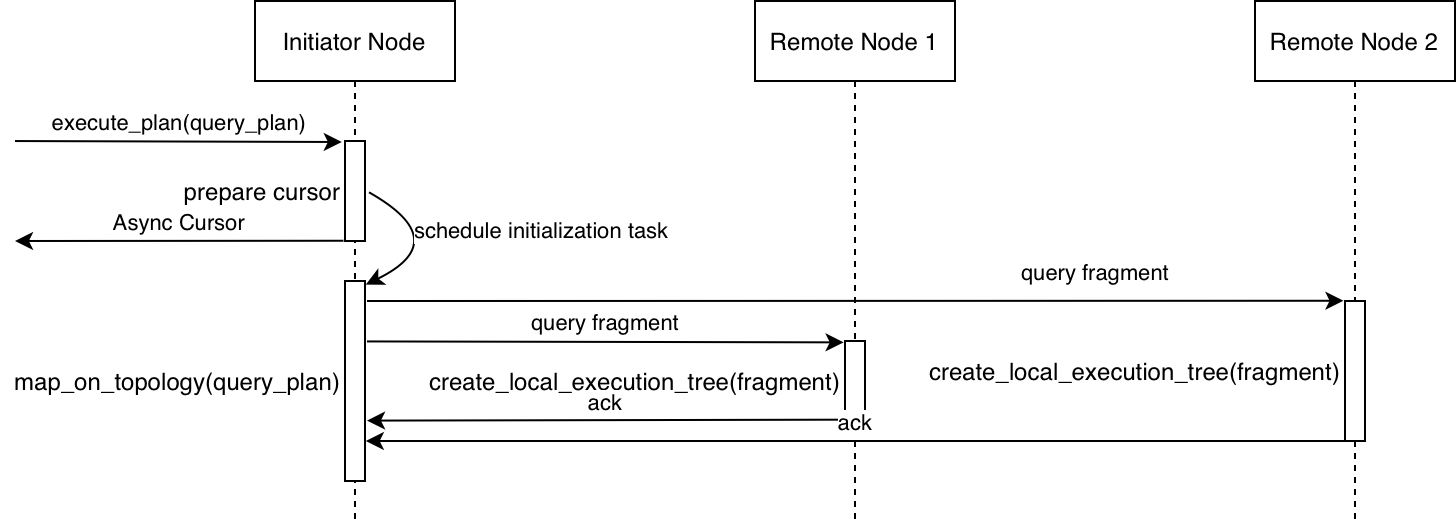 Initiator Node
Remote Node 1
Remote Node 2
execute_plan(query_plan)
prepare cursor
Async Cursor
schedule initialization task
query fragment
query fragment
map_on_topology(query_plan)
create_local_execution_tree(fragment)
create_local_execution_tree(fragment)
ack
ack